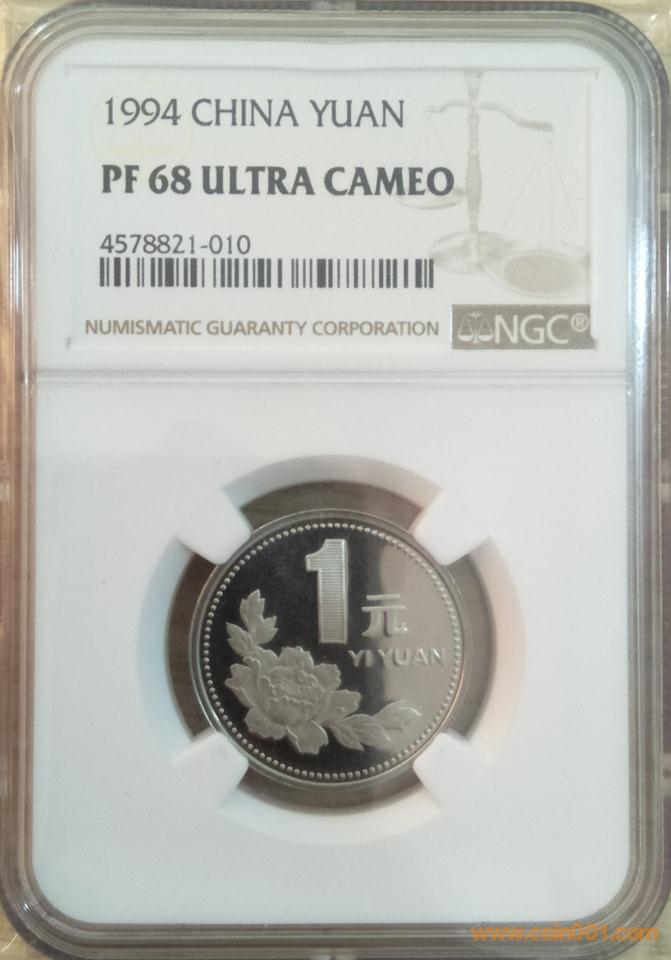 1994 CHINA YUAN
PF 68 ULTRA CAMEO
4578821-010
NUMISMATIC GUARANTY CORPORATION
NGC®
1
元
YI YUAN
www.coin001.com